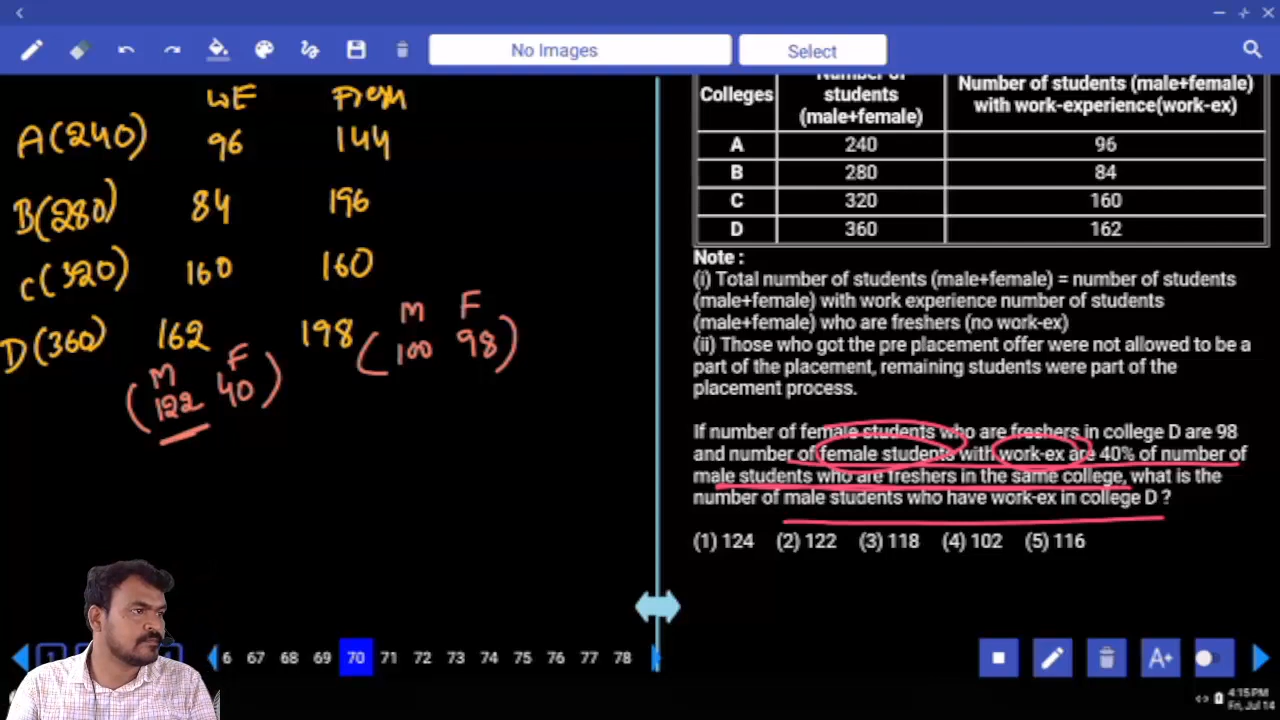 No Images
Select
WE Fresh
A(240) 96 144
B(280) 84 196
C(320) 160 160
D(360) 162 198
M F
100 98
M F
122 40
Colleges
Number of students (male+female)
Number of students (male+female) with work-experience(work-ex)
A 240 96
B 280 84
C 320 160
D 360 162
Note :
(i) Total number of students (male+female) = number of students
(male+female) with work experience number of students
(male+female) who are freshers (no work-ex)
(ii) Those who got the pre placement offer were not allowed to be a
part of the placement, remaining students were part of the
placement process.
If number of female students who are freshers in college D are 98
and number of female students with work-ex are 40% of number of
male students who are freshers in the same college, what is the
number of male students who have work-ex in college D ?
(1) 124 (2) 122 (3) 118 (4) 102 (5) 116
6 67 68 69 70 71 72 73 74 75 76 77 78
A+
4:15PM
Fri, Jul 14